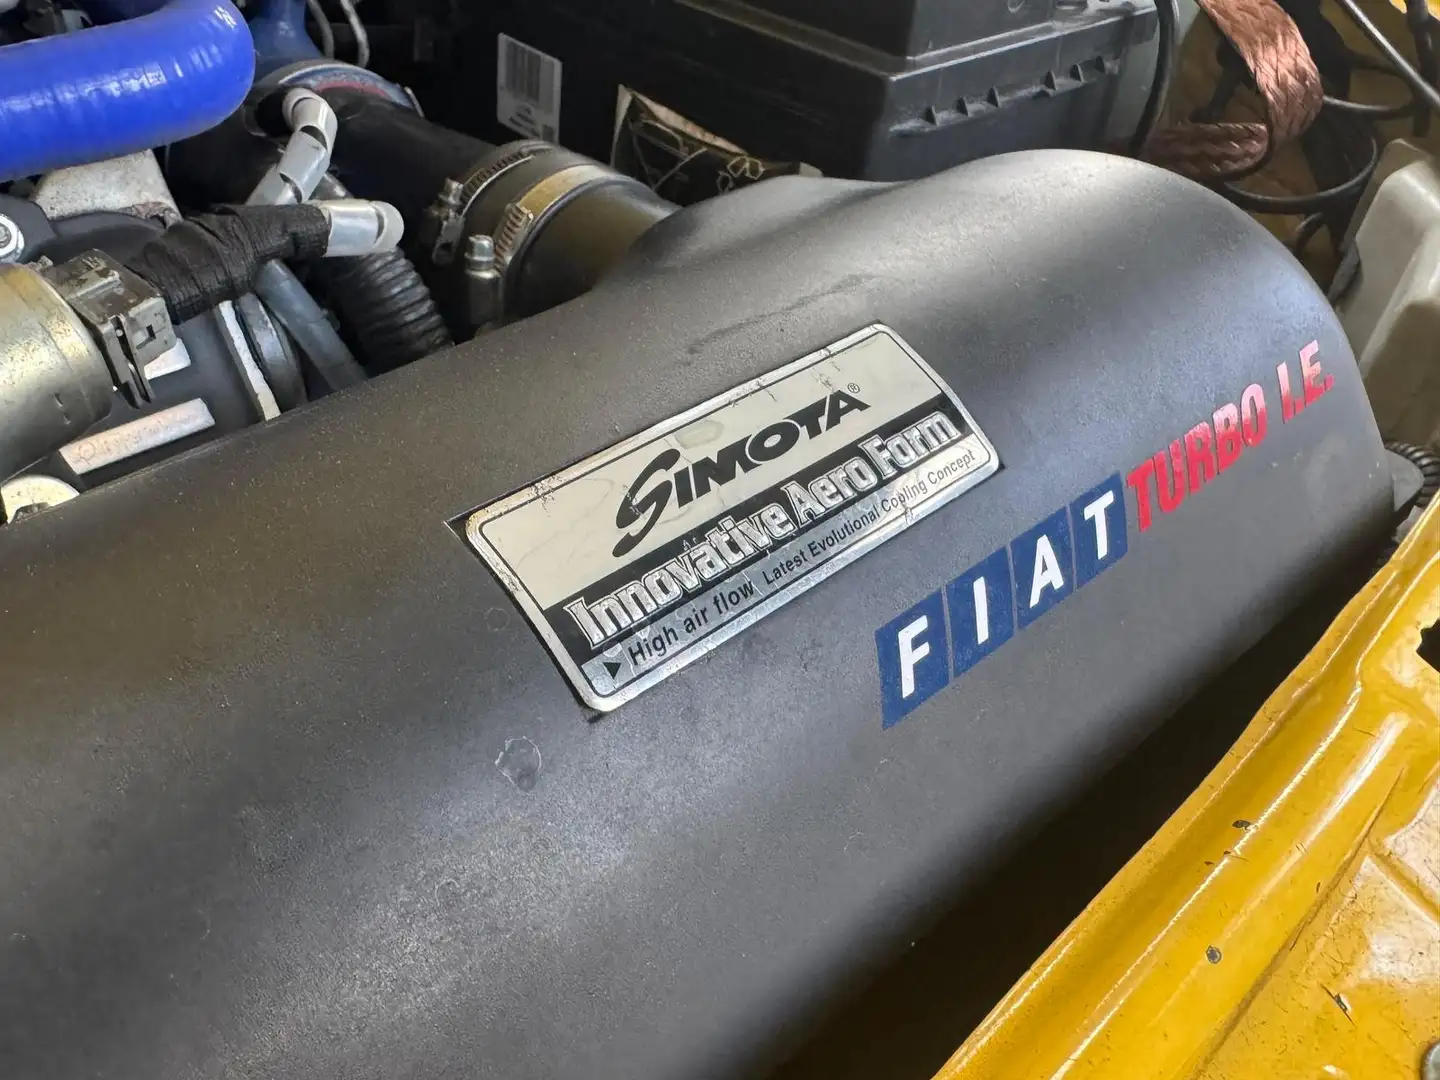 SIMOTA®
Innovative Aero Form
▶ High air flow Latest Evolutional Cooling Concept
FIAT TURBO I.E.